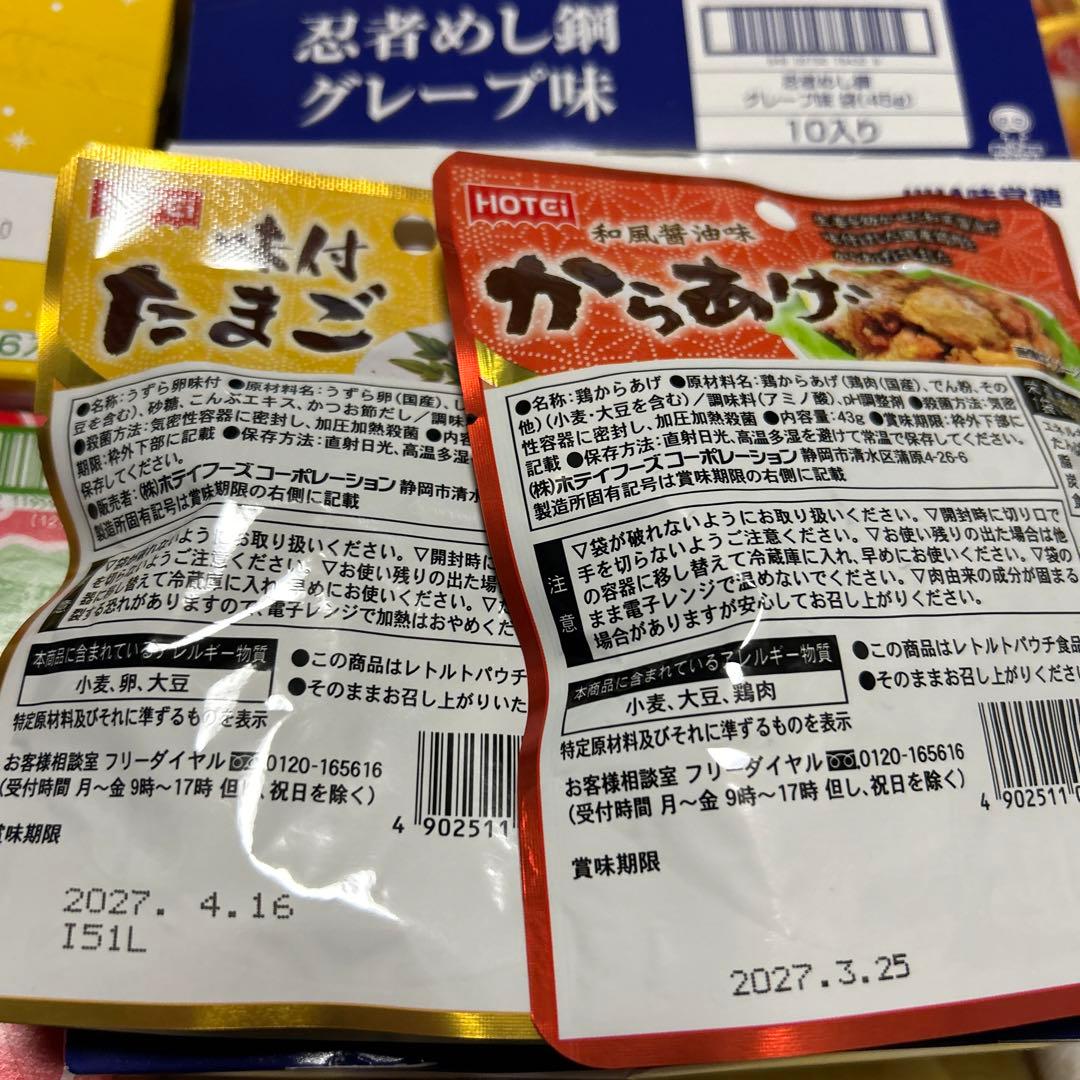 忍者めし鋼
グレープ味
忍者めし鋼
グレープ味 袋(45g)
10入り
味覚糖
HOTEi
味付
たまご
●名称:うずら卵味付 ●原材料名:うずら卵(国産)、し
豆を含む)、砂糖、こんぶエキス、かつお節だし/調味
●殺菌方法:気密性容器に密封し、加圧加熱殺菌 ●内
期限:枠外下部に記載 ●保存方法:直射日光、高温多湿
保存してください。
●販売者:(株)ホテイフーズコーポレーション 静岡市清水
製造所固有記号は賞味期限の右側に記載
▽袋が破れないようにお取り扱いください。▽開封時に
を切らないようご注意ください。▽お使い残りの出た場
器に移し替えて冷蔵庫に入れ、早めにお使いください。▽
裂する恐れがありますので、電子レンジで加熱はおやめくだ
本商品に含まれているアレルギー物質
小麦、卵、大豆
特定原材料及びそれに準ずるものを表示
●この商品はレトルトパウチ
●そのままお召し上がりいた
お客様相談室 フリーダイヤル 0120-165616
(受付時間 月〜金 9時〜17時 但し、祝日を除く)
4 902511
賞味期限
2027. 4.16
I51L
HOTEi
和風醤油味
からあげ
●名称:鶏からあげ ●原材料名:鶏からあげ(鶏肉(国産)、でん粉、その
他)(小麦・大豆を含む)/調味料(アミノ酸)、pH調整剤 ●殺菌方法:気密
性容器に密封し、加圧加熱殺菌 ●内容量:43g ●賞味期限:枠外下部に
記載 ●保存方法:直射日光、高温多湿を避けて常温で保存してください。
(株)ホテイフーズコーポレーション 静岡市清水区蒲原4-26-6
製造所固有記号は賞味期限の右側に記載
注意
▽袋が破れないようにお取り扱いください。▽開封時に切り口で
手を切らないようご注意ください。▽お使い残りの出た場合は他
の容器に移し替えて冷蔵庫に入れ、早めにお使いください。▽袋の
まま電子レンジで温めないでください。▽肉由来の成分が固まる
場合がありますが安心してお召し上がりください。
本商品に含まれているアレルギー物質
小麦、大豆、鶏肉
特定原材料及びそれに準ずるものを表示
●この商品はレトルトパウチ食品
●そのままお召し上がりくださ
お客様相談室 フリーダイヤル 0120-165616
(受付時間 月〜金 9時〜17時 但し、祝日を除く)
4 902511
賞味期限
2027.3.25